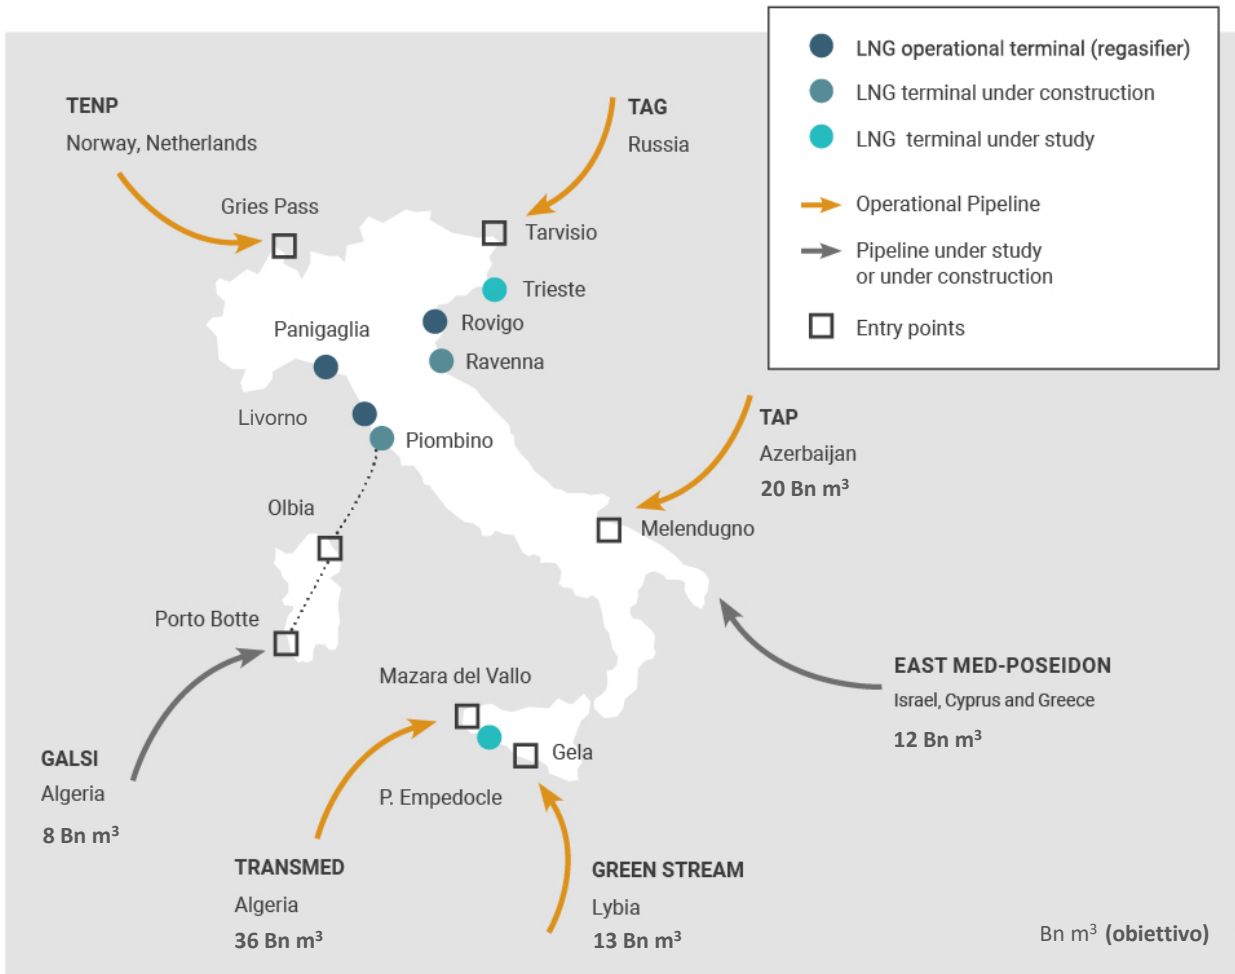 LNG operational terminal (regasifier)
LNG terminal under construction
LNG terminal under study
Operational Pipeline
Pipeline under study
or under construction
Entry points
TENP
Norway, Netherlands
Gries Pass
TAG
Russia
Tarvisio
Trieste
Rovigo
Ravenna
Panigaglia
Livorno
Piombino
TAP
Azerbaijan
20 Bn m³
Melendugno
Olbia
Porto Botte
EAST MED-POSEIDON
Israel, Cyprus and Greece
12 Bn m³
Mazara del Vallo
Gela
P. Empedocle
GALSI
Algeria
8 Bn m³
TRANSMED
Algeria
36 Bn m³
GREEN STREAM
Lybia
13 Bn m³
Bn m³ (obiettivo)